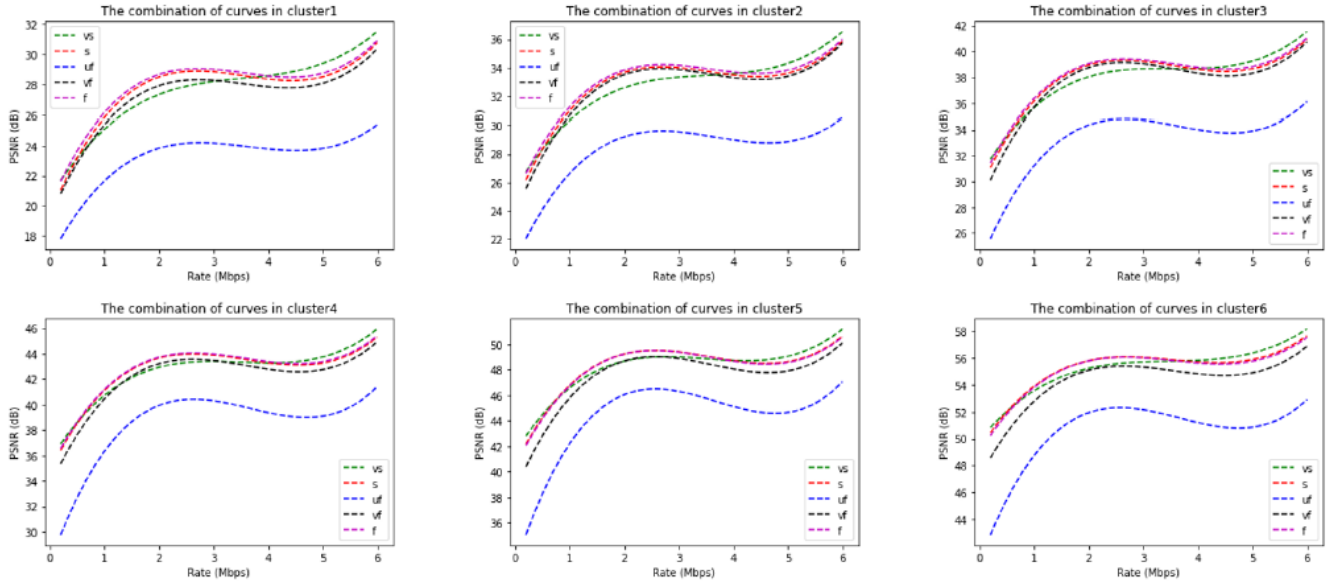 The combination of curves in cluster1
32
30
28
26
24
22
20
18
PSNR (dB)
vs
s
uf
vf
f
0 1 2 3 4 5 6
Rate (Mbps)
The combination of curves in cluster2
36
34
32
30
28
26
24
22
PSNR (dB)
vs
s
uf
vf
f
0 1 2 3 4 5 6
Rate (Mbps)
The combination of curves in cluster3
42
40
38
36
34
32
30
28
26
PSNR (dB)
vs
s
uf
vf
f
0 1 2 3 4 5 6
Rate (Mbps)
The combination of curves in cluster4
46
44
42
40
38
36
34
32
30
PSNR (dB)
vs
s
uf
vf
f
0 1 2 3 4 5 6
Rate (Mbps)
The combination of curves in cluster5
50
48
46
44
42
40
38
36
PSNR (dB)
vs
s
uf
vf
f
0 1 2 3 4 5 6
Rate (Mbps)
The combination of curves in cluster6
58
56
54
52
50
48
46
44
PSNR (dB)
vs
s
uf
vf
f
0 1 2 3 4 5 6
Rate (Mbps)